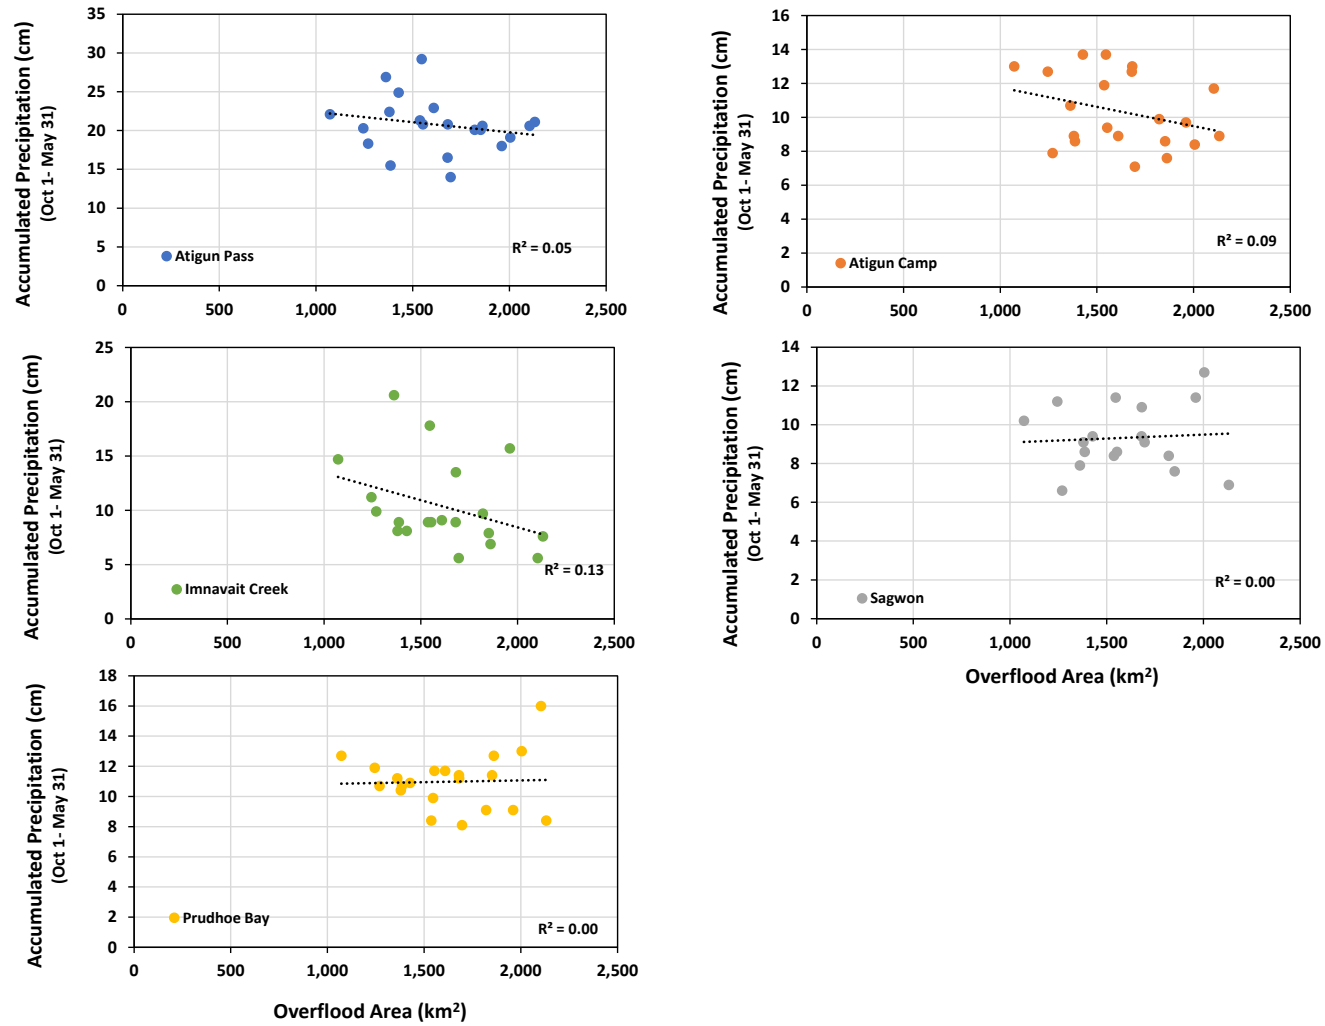 Accumulated Precipitation (cm)
(Oct 1- May 31)
35
30
25
20
15
10
5
0
Atigun Pass
R² = 0.05
0 500 1,000 1,500 2,000 2,500
Accumulated Precipitation (cm)
(Oct 1- May 31)
16
14
12
10
8
6
4
2
0
Atigun Camp
R² = 0.09
0 500 1,000 1,500 2,000 2,500
Accumulated Precipitation (cm)
(Oct 1- May 31)
25
20
15
10
5
0
Imnavait Creek
R² = 0.13
0 500 1,000 1,500 2,000 2,500
Accumulated Precipitation (cm)
(Oct 1- May 31)
14
12
10
8
6
4
2
0
Sagwon
R² = 0.00
0 500 1,000 1,500 2,000 2,500
Overflood Area (km²)
Accumulated Precipitation (cm)
(Oct 1- May 31)
18
16
14
12
10
8
6
4
2
0
Prudhoe Bay
R² = 0.00
0 500 1,000 1,500 2,000 2,500
Overflood Area (km²)